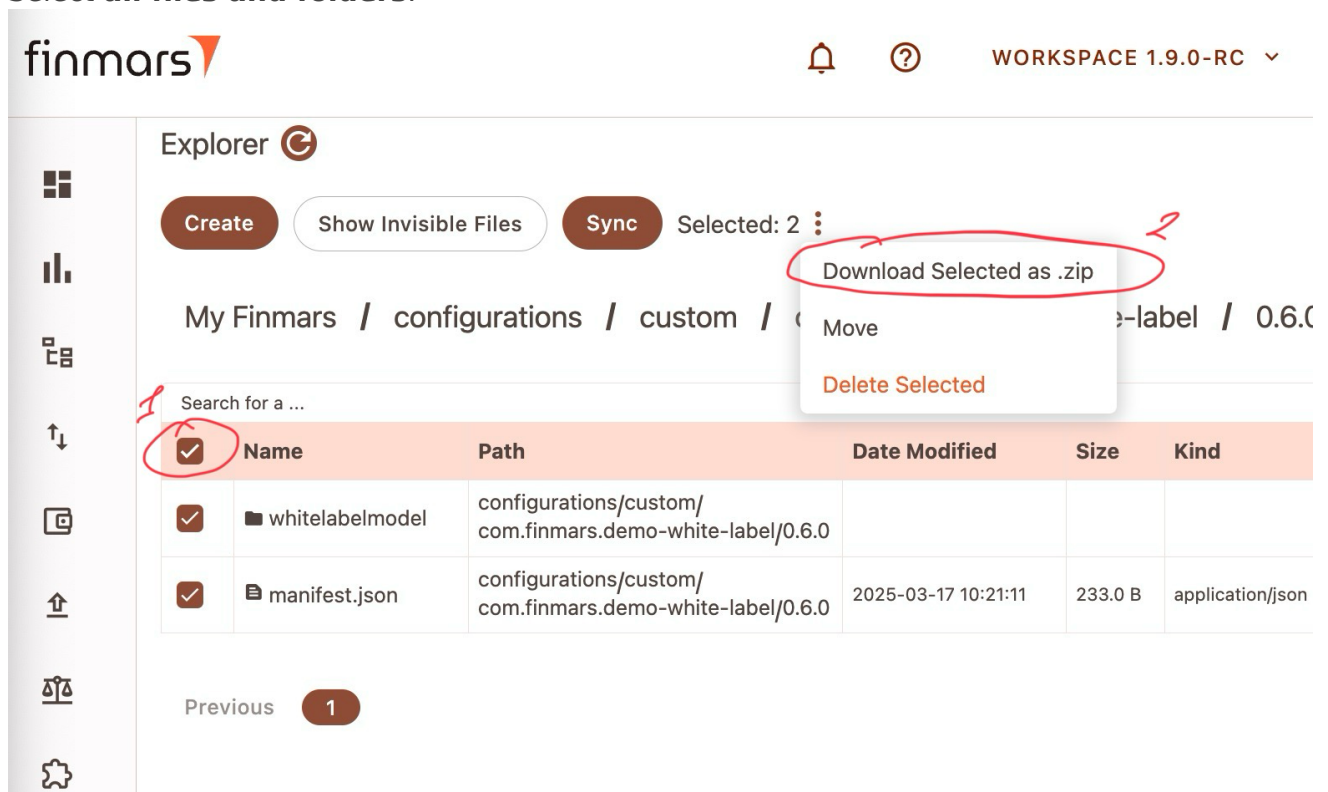 Select all files and folders.
finmars
WORKSPACE 1.9.0-RC
Explorer
Create Show Invisible Files Sync Selected: 2
2
Download Selected as .zip
Move
Delete Selected
My Finmars / configurations / custom / / 0.6.0
1
Search for a ...
Name Path Date Modified Size Kind
whitelabelmodel configurations/custom/
com.finmars.demo-white-label/0.6.0
manifest.json configurations/custom/ 2025-03-17 10:21:11 233.0 B application/json
com.finmars.demo-white-label/0.6.0
Previous 1